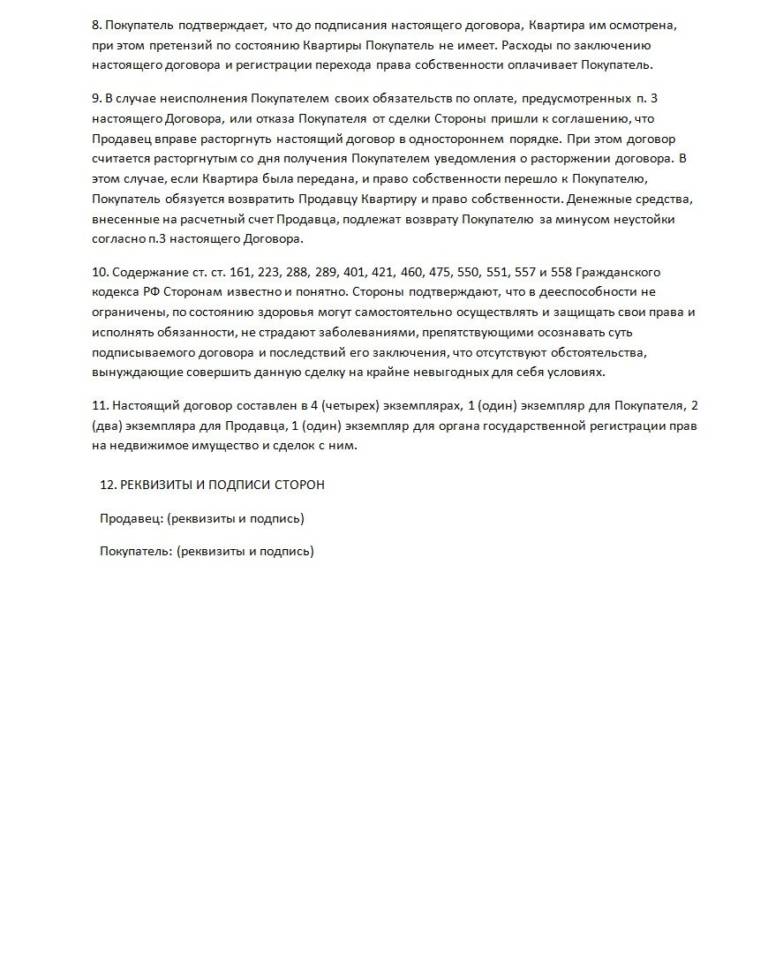 8. Покупатель подтверждает, что до подписания настоящего договора, Квартира им осмотрена,
при этом претензий по состоянию Квартиры Покупатель не имеет. Расходы по заключению
настоящего договора и регистрации перехода права собственности оплачивает Покупатель.
9. В случае неисполнения Покупателем своих обязательств по оплате, предусмотренных п. 3
настоящего Договора, или отказа Покупателя от сделки Стороны пришли к соглашению, что
Продавец вправе расторгнуть настоящий договор в одностороннем порядке. При этом договор
считается расторгнутым со дня получения Покупателем уведомления о расторжении договора. В
этом случае, если Квартира была передана, и право собственности перешло к Покупателю,
Покупатель обязуется возвратить Продавцу Квартиру и право собственности. Денежные средства,
внесенные на расчетный счет Продавца, подлежат возврату Покупателю за минусом неустойки
согласно п.3 настоящего Договора.
10. Содержание ст. ст. 161, 223, 288, 289, 401, 421, 460, 475, 550, 551, 557 и 558 Гражданского
кодекса РФ Сторонам известно и понятно. Стороны подтверждают, что в дееспособности не
ограничены, по состоянию здоровья могут самостоятельно осуществлять и защищать свои права и
исполнять обязанности, не страдают заболеваниями, препятствующими осознавать суть
подписываемого договора и последствий его заключения, что отсутствуют обстоятельства,
вынуждающие совершить данную сделку на крайне невыгодных для себя условиях.
11. Настоящий договор составлен в 4 (четырех) экземплярах, 1 (один) экземпляр для Покупателя, 2
(два) экземпляра для Продавца, 1 (один) экземпляр для органа государственной регистрации прав
на недвижимое имущество и сделок с ним.
12. РЕКВИЗИТЫ И ПОДПИСИ СТОРОН
Продавец: (реквизиты и подпись)
Покупатель: (реквизиты и подпись)